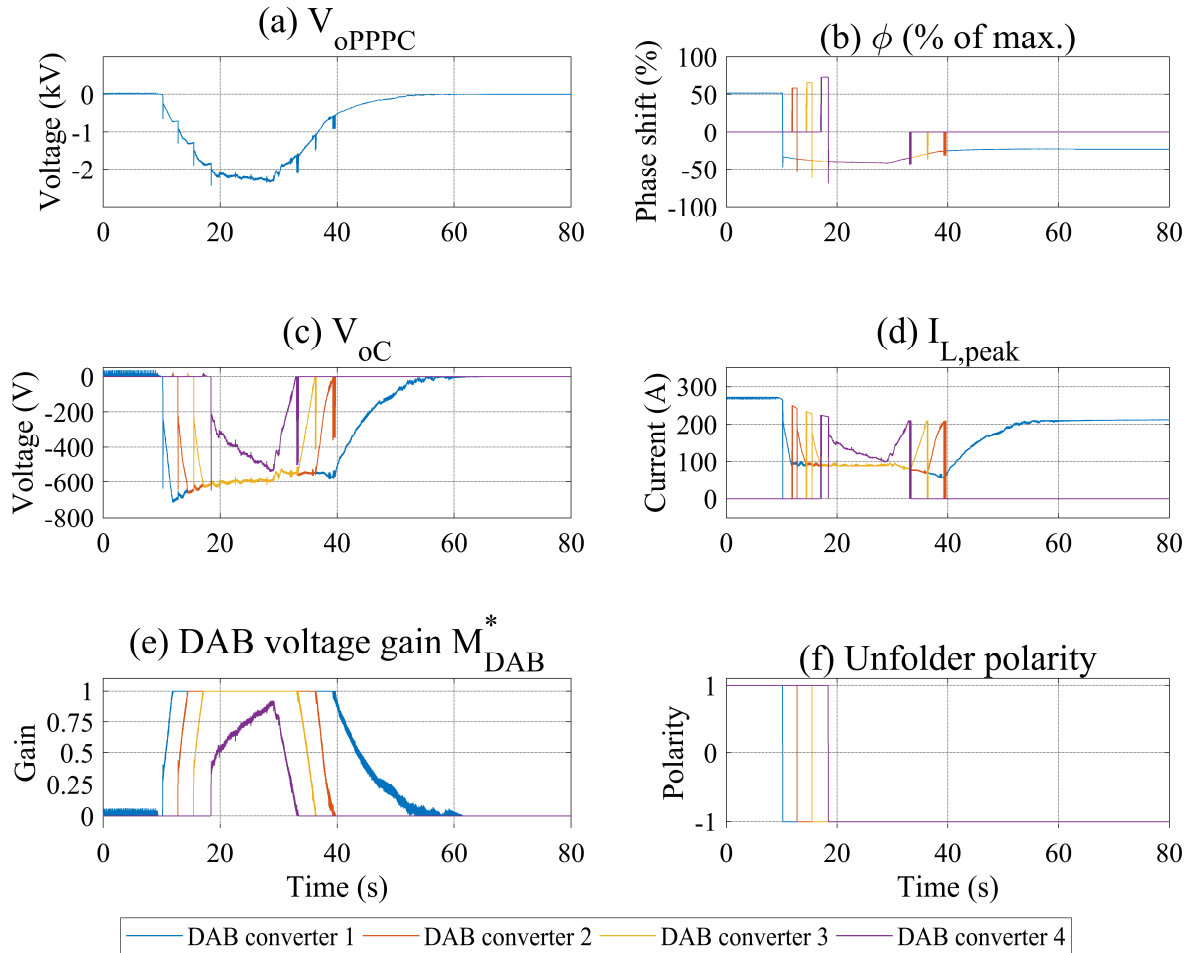 (a) V_oPPPC
Voltage (kV)
0
-1
-2
0 20 40 60 80
(b) ϕ (% of max.)
Phase shift (%)
100
50
0
-50
-100
0 20 40 60 80
(c) V_oC
Voltage (V)
0
-200
-400
-600
-800
0 20 40 60 80
(d) I_L,peak
Current (A)
300
200
100
0
0 20 40 60 80
(e) DAB voltage gain M*_DAB
Gain
1
0.75
0.5
0.25
0
0 20 40 60 80
Time (s)
(f) Unfolder polarity
Polarity
1
0
-1
0 20 40 60 80
Time (s)
DAB converter 1 DAB converter 2 DAB converter 3 DAB converter 4